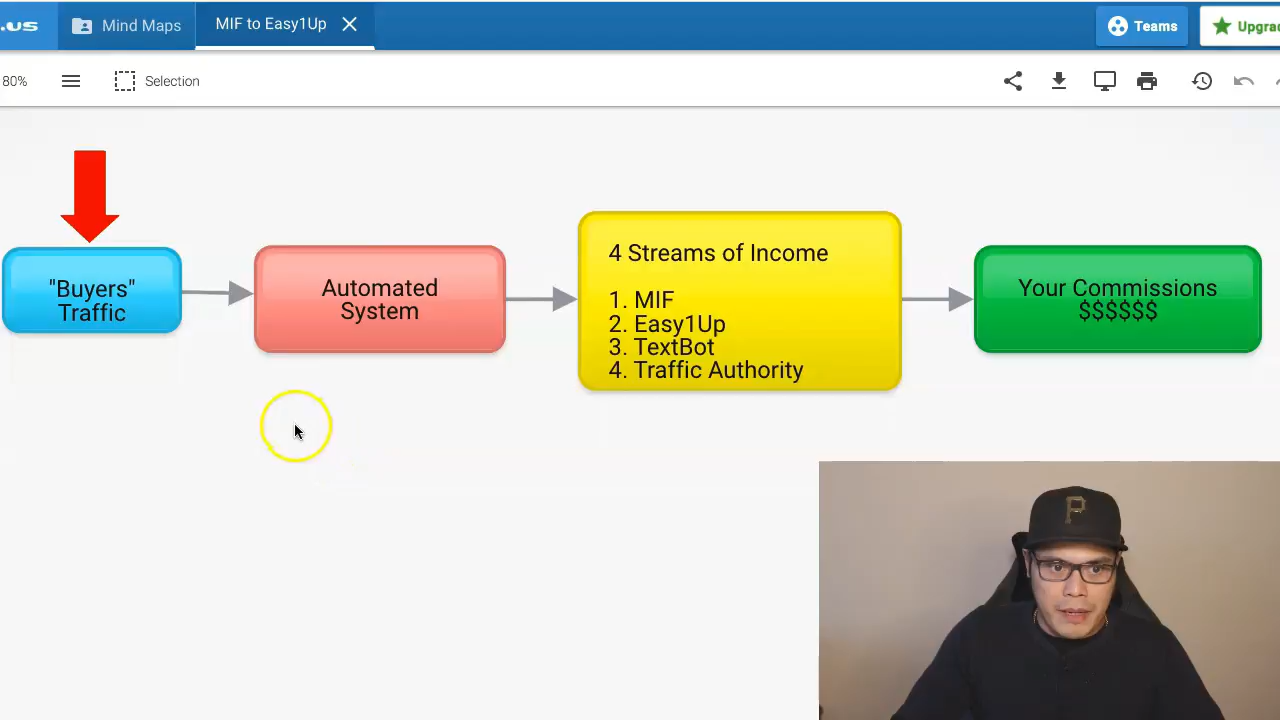 .us
Mind Maps
MIF to Easy1Up
Teams
Upgrad
80%
Selection
"Buyers"
Traffic
Automated
System
4 Streams of Income
1. MIF
2. Easy1Up
3. TextBot
4. Traffic Authority
Your Commissions
$$$$$$
P